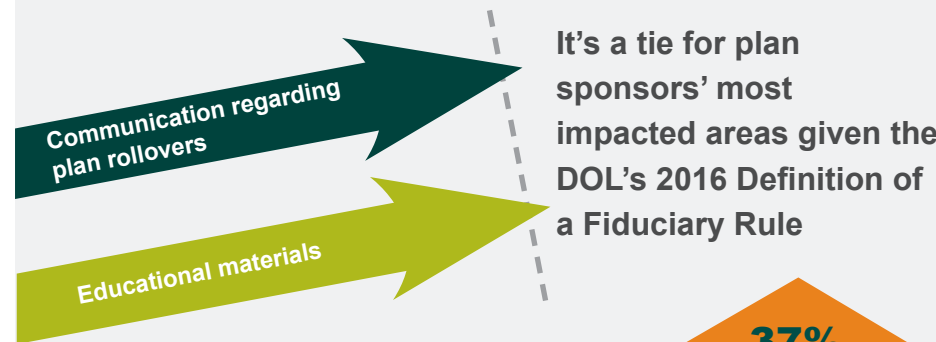 Communication regarding
plan rollovers
Educational materials
It's a tie for plan
sponsors' most
impacted areas given the
DOL's 2016 Definition of
a Fiduciary Rule
37%